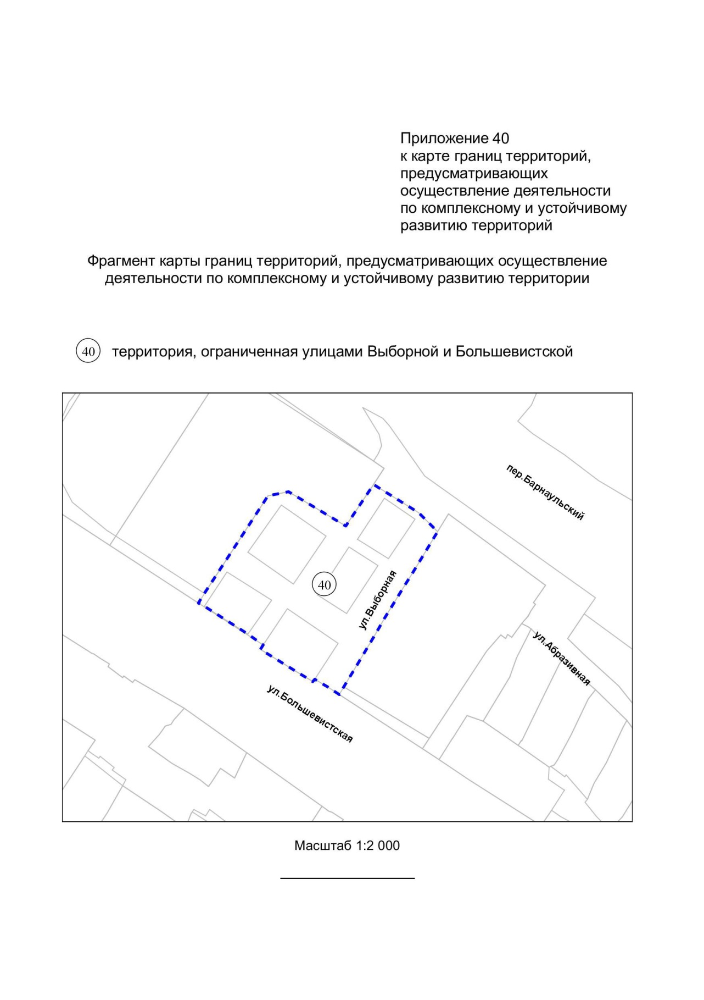 Приложение 40
к карте границ территорий,
предусматривающих
осуществление деятельности
по комплексному и устойчивому
развитию территорий
Фрагмент карты границ территорий, предусматривающих осуществление
деятельности по комплексному и устойчивому развитию территории
40 территория, ограниченная улицами Выборной и Большевистской
пер.Барнаульский
40
ул.Выборная
ул.Абразивная
ул.Большевистская
Масштаб 1:2 000